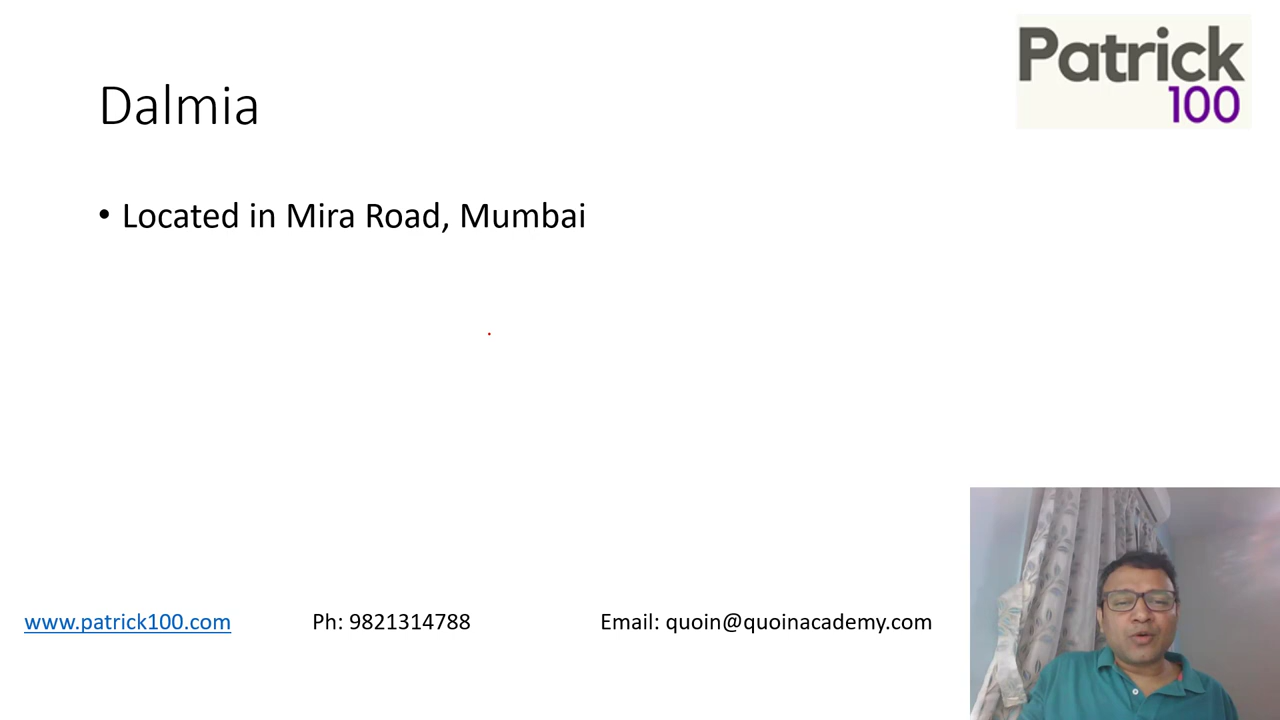 Patrick
100
Dalmia
• Located in Mira Road, Mumbai
www.patrick100.com Ph: 9821314788 Email: quoin@quoinacademy.com